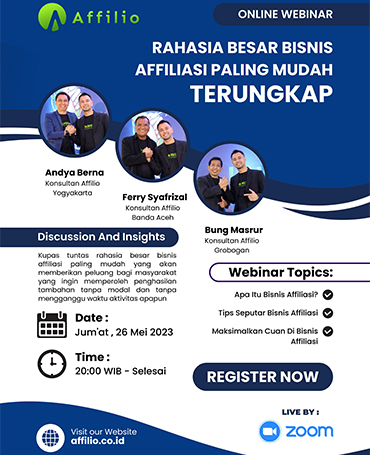 Affilio
ONLINE WEBINAR
RAHASIA BESAR BISNIS
AFFILIASI PALING MUDAH
TERUNGKAP
Andya Berna
Konsultan Affilio
Yogyakarta
Ferry Syafrizal
Konsultan Affilio
Banda Aceh
Bung Masrur
Konsultan Affilio
Grobogan
Discussion And Insights
Kupas tuntas rahasia besar bisnis
affiliasi paling mudah yang akan
memberikan peluang bagi masyarakat
yang ingin memperoleh penghasilan
tambahan tanpa modal dan tanpa
mengganggu waktu aktivitas apapun
Webinar Topics:
Apa Itu Bisnis Affiliasi?
Tips Seputar Bisnis Affiliasi
Maksimalkan Cuan Di Bisnis
Affiliasi
Date :
Jum'at , 26 Mei 2023
Time :
20:00 WIB - Selesai
REGISTER NOW
Visit our Website
affilio.co.id
LIVE BY :
zoom